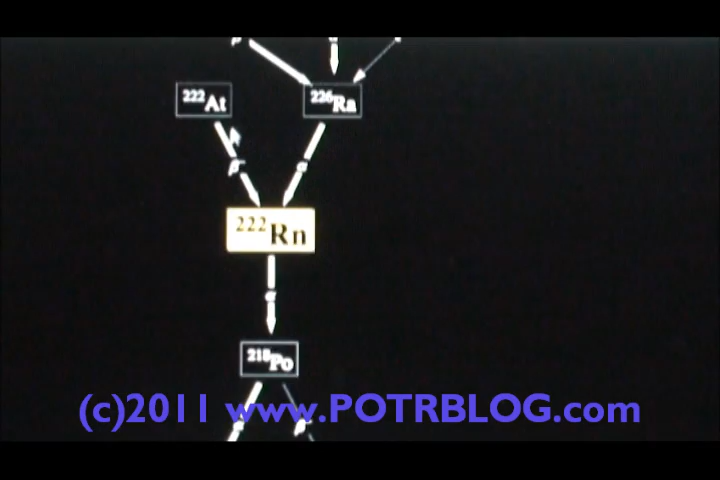 ²²²At
²²⁶Ra
β⁻
α
²²²Rn
α
²¹⁸Po
(c)2011 www.POTRBLOG.com